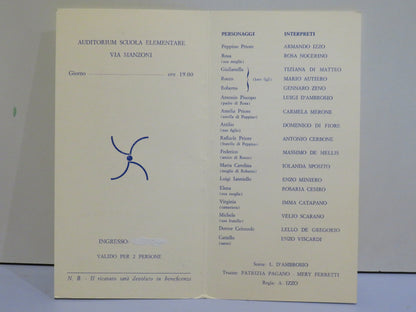 AUDITORIUM SCUOLA ELEMENTARE
VIA MANZONI
Giorno ore 19.00
INGRESSO:
VALIDO PER 2 PERSONE
N. B. - Il ricavato sarà devoluto in beneficenza
PERSONAGGI INTERPRETI
Peppino Priore ARMANDO IZZO
Rosa ROSA NOCERINO
(sua moglie)
Giulianella TIZIANA DI MATTEO
Rocco (loro figli) MARIO AUTIERO
Roberto GENNARO ZENO
Antonio Piscopo LUIGI D'AMBROSIO
(padre di Rosa)
Amelia Priore CARMELA MERONE
(sorella di Peppino)
Attilio DOMENICO DI FIORE
(suo figlio)
Raffaele Priore ANTONIO CERBONE
(fratello di Peppino)
Federico MASSIMO DE MELLIS
(amico di Rocco)
Maria Carolina IOLANDA SPOSITO
(moglie di Roberto)
Luigi Ianniello ENZO MINIERO
Elena ROSARIA CESIRO
(sua moglie)
Virginia IMMA CATAPANO
(cameriera)
Michele VELIO SCARANO
(suo fratello)
Dottor Cefercola LELLO DE GREGORIO
Catiello ENZO VISCARDI
(sarto)
Scene: L. D'AMBROSIO
Trucco: PATRIZIA PAGANO - MERY FERRETTI
Regia: A. IZZO